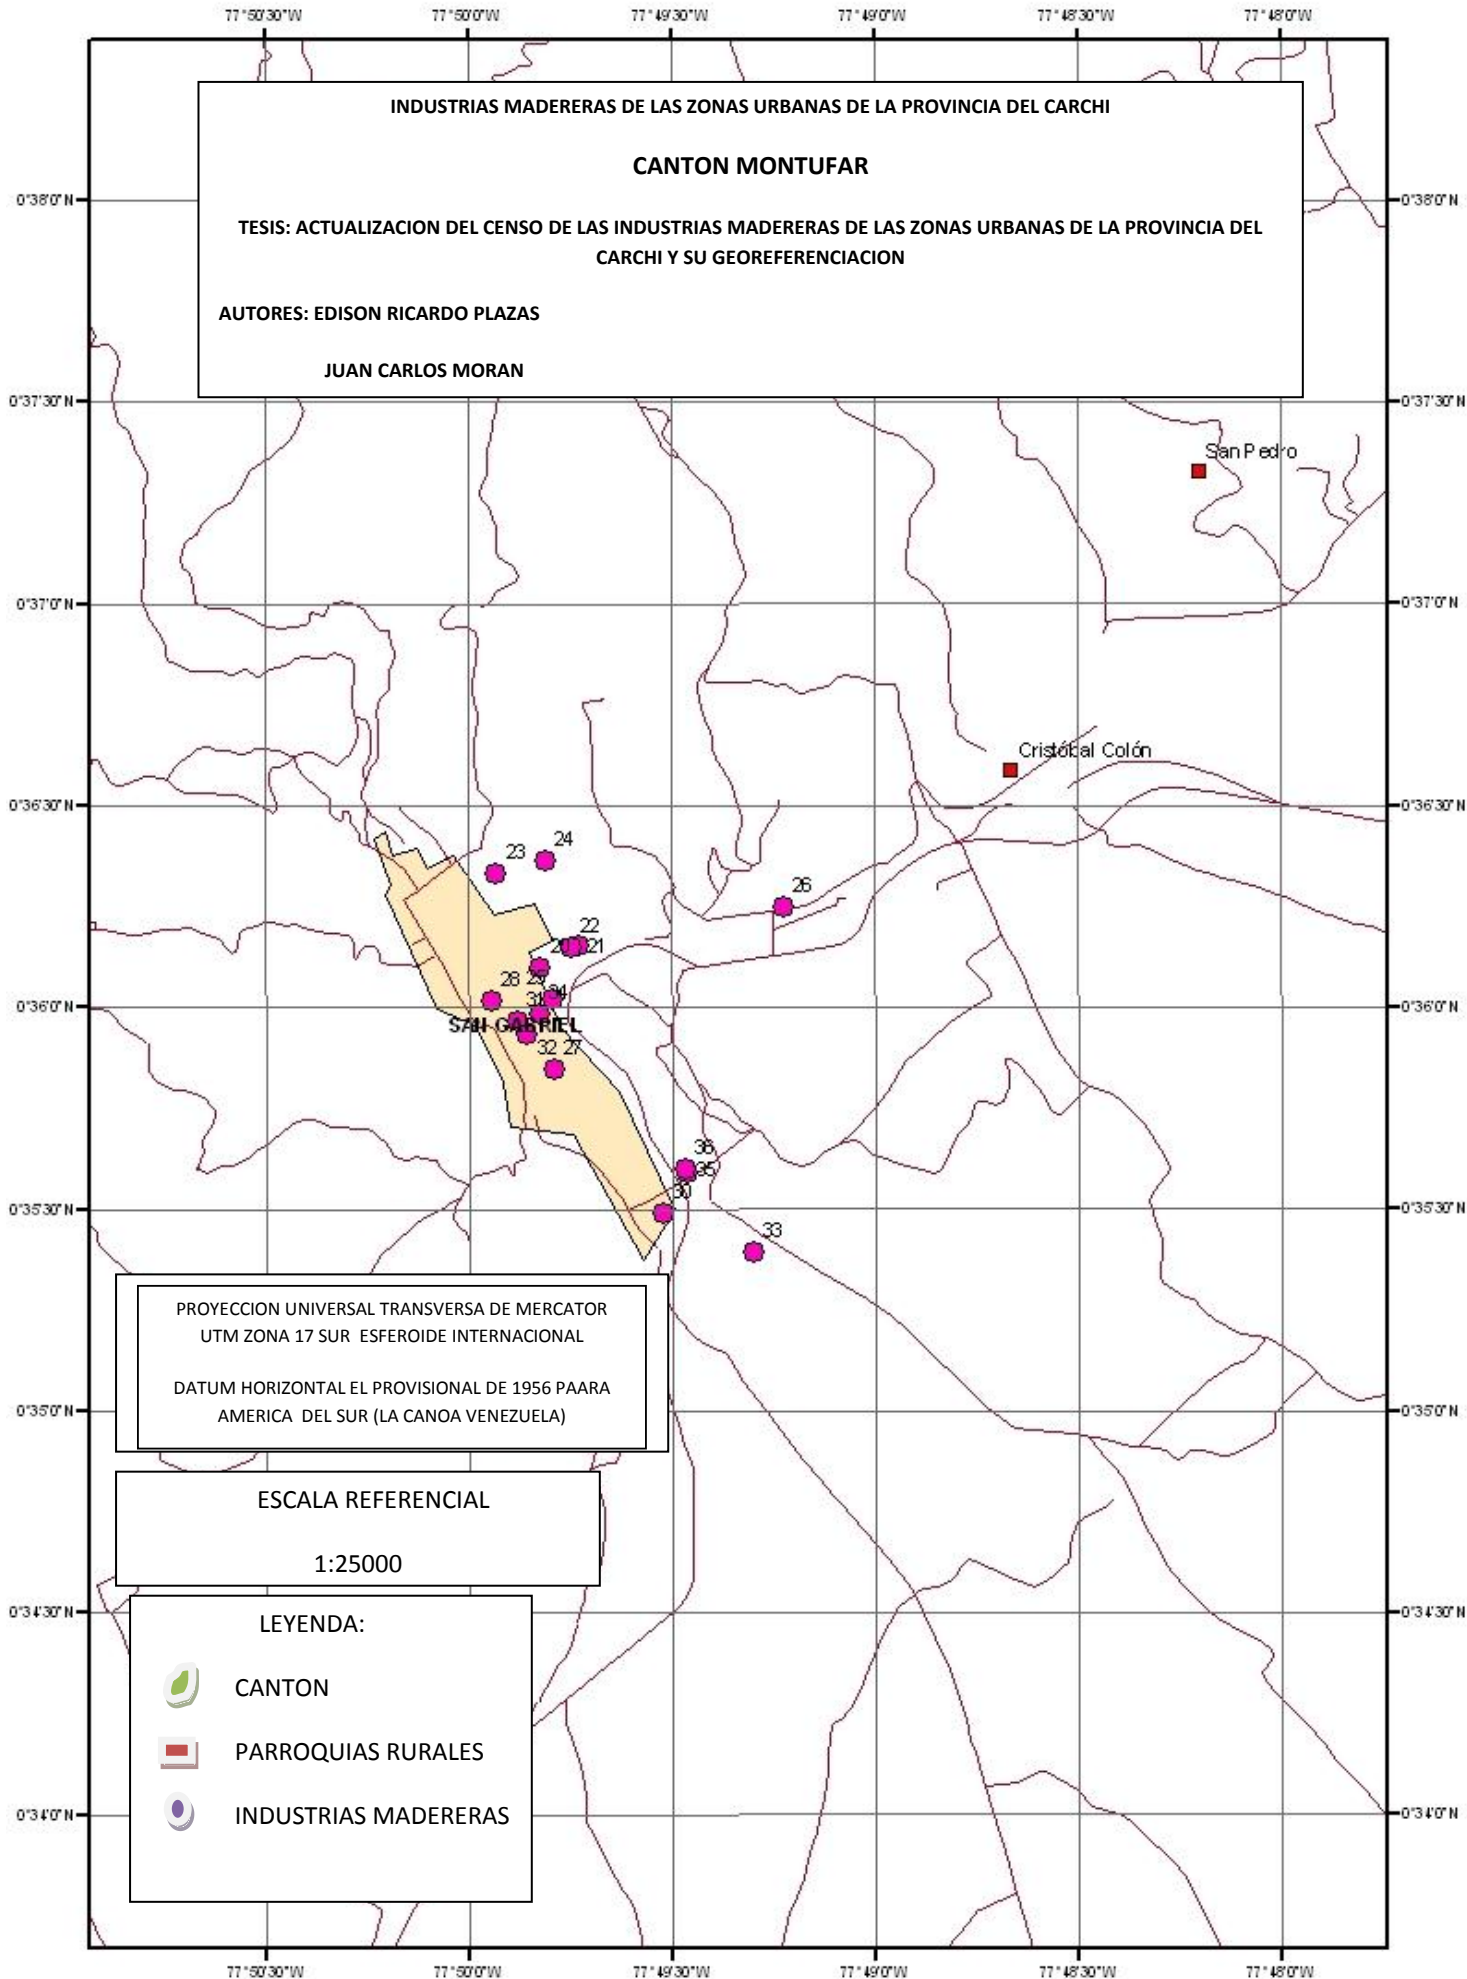 77°50'30"W 77°50'0"W 77°49'30"W 77°49'0"W 77°48'30"W 77°48'0"W
INDUSTRIAS MADERERAS DE LAS ZONAS URBANAS DE LA PROVINCIA DEL CARCHI
CANTON MONTUFAR
TESIS: ACTUALIZACION DEL CENSO DE LAS INDUSTRIAS MADERERAS DE LAS ZONAS URBANAS DE LA PROVINCIA DEL
CARCHI Y SU GEOREFERENCIACION
AUTORES: EDISON RICARDO PLAZAS
JUAN CARLOS MORAN
0°38'0"N 0°38'0"N
0°37'30"N 0°37'30"N
San Pedro
0°37'0"N 0°37'0"N
Cristóbal Colón
0°36'30"N 0°36'30"N
24
23
26
22
21
28
34
0°36'0"N 0°36'0"N
SAN GABRIEL
32 27
36
35
30
0°35'30"N 0°35'30"N
33
PROYECCION UNIVERSAL TRANSVERSA DE MERCATOR
UTM ZONA 17 SUR ESFEROIDE INTERNACIONAL
DATUM HORIZONTAL EL PROVISIONAL DE 1956 PAARA
AMERICA DEL SUR (LA CANOA VENEZUELA)
0°35'0"N 0°35'0"N
ESCALA REFERENCIAL
1:25000
0°34'30"N 0°34'30"N
LEYENDA:
CANTON
PARROQUIAS RURALES
INDUSTRIAS MADERERAS
0°34'0"N 0°34'0"N
77°50'30"W 77°50'0"W 77°49'30"W 77°49'0"W 77°48'30"W 77°48'0"W